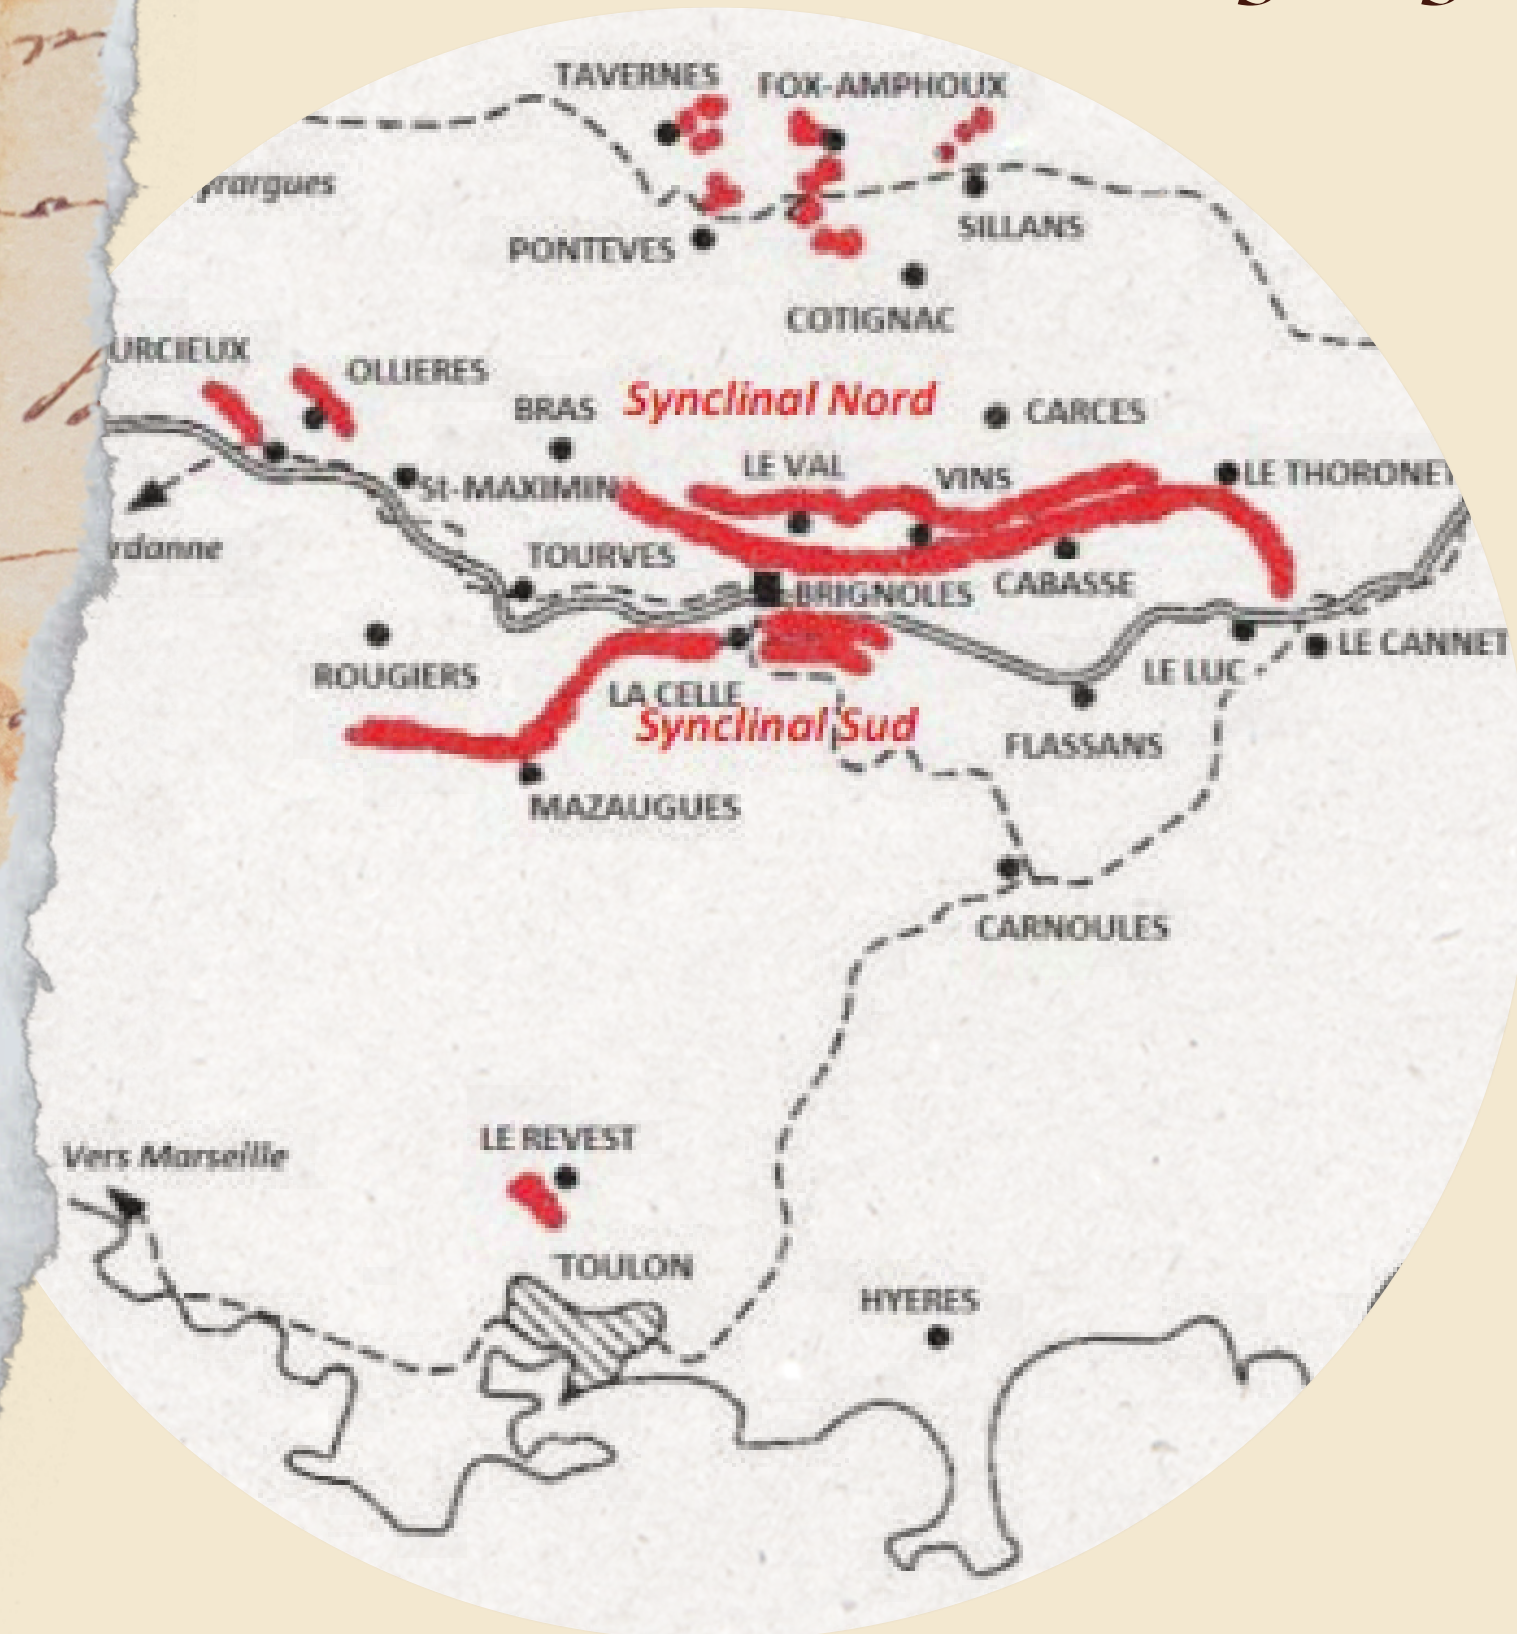 TAVERNES
FOX-AMPHOUX
SILLANS
PONTEVES
COTIGNAC
URCIEUX
OLLIERES
BRAS
Synclinal Nord
CARCES
LE VAL
VINS
LE THORONET
St-MAXIMIN
rdanne
TOURVES
BRIGNOLES
CABASSE
LE CANNET
ROUGIERS
LA CELLE
LE LUC
Synclinal Sud
FLASSANS
MAZAUGUES
CARNOULES
LE REVEST
Vers Marseille
TOULON
HYERES